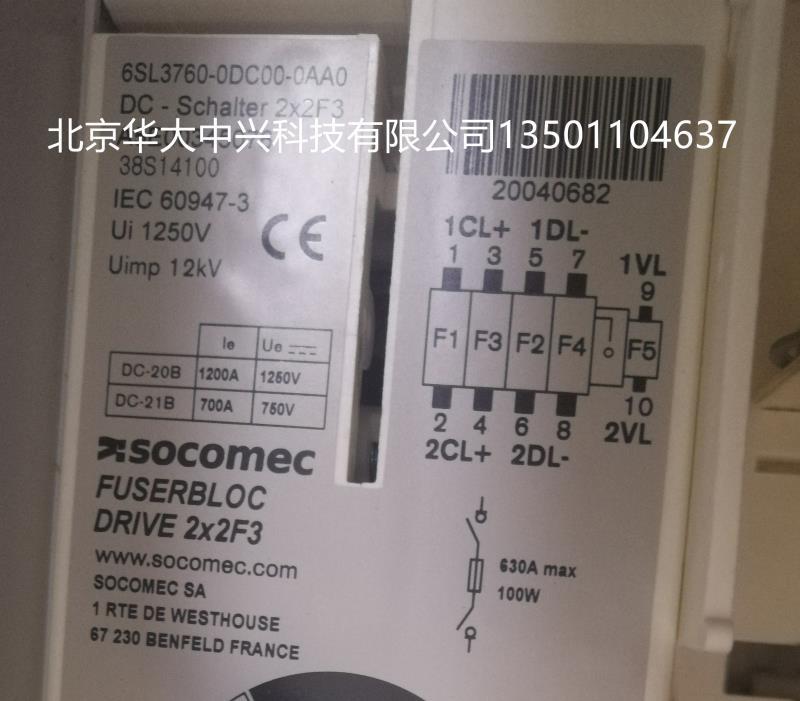 6SL3760-0DC00-0AA0
DC - Schalter 2x2F3
北京华大中兴科技有限公司13501104637
38S14100
IEC 60947-3
Ui 1250V
Uimp 12kV
CE
Ie Ue
DC-20B 1200A 1250V
DC-21B 700A 750V
socomec
FUSERBLOC
DRIVE 2x2F3
www.socomec.com
SOCOMEC SA
1 RTE DE WESTHOUSE
67 230 BENFELD FRANCE
20040682
1CL+ 1DL-
1 3 5 7 1VL
9
F1 F3 F2 F4 F5
10
2 4 6 8 2VL
2CL+ 2DL-
630A max
100W